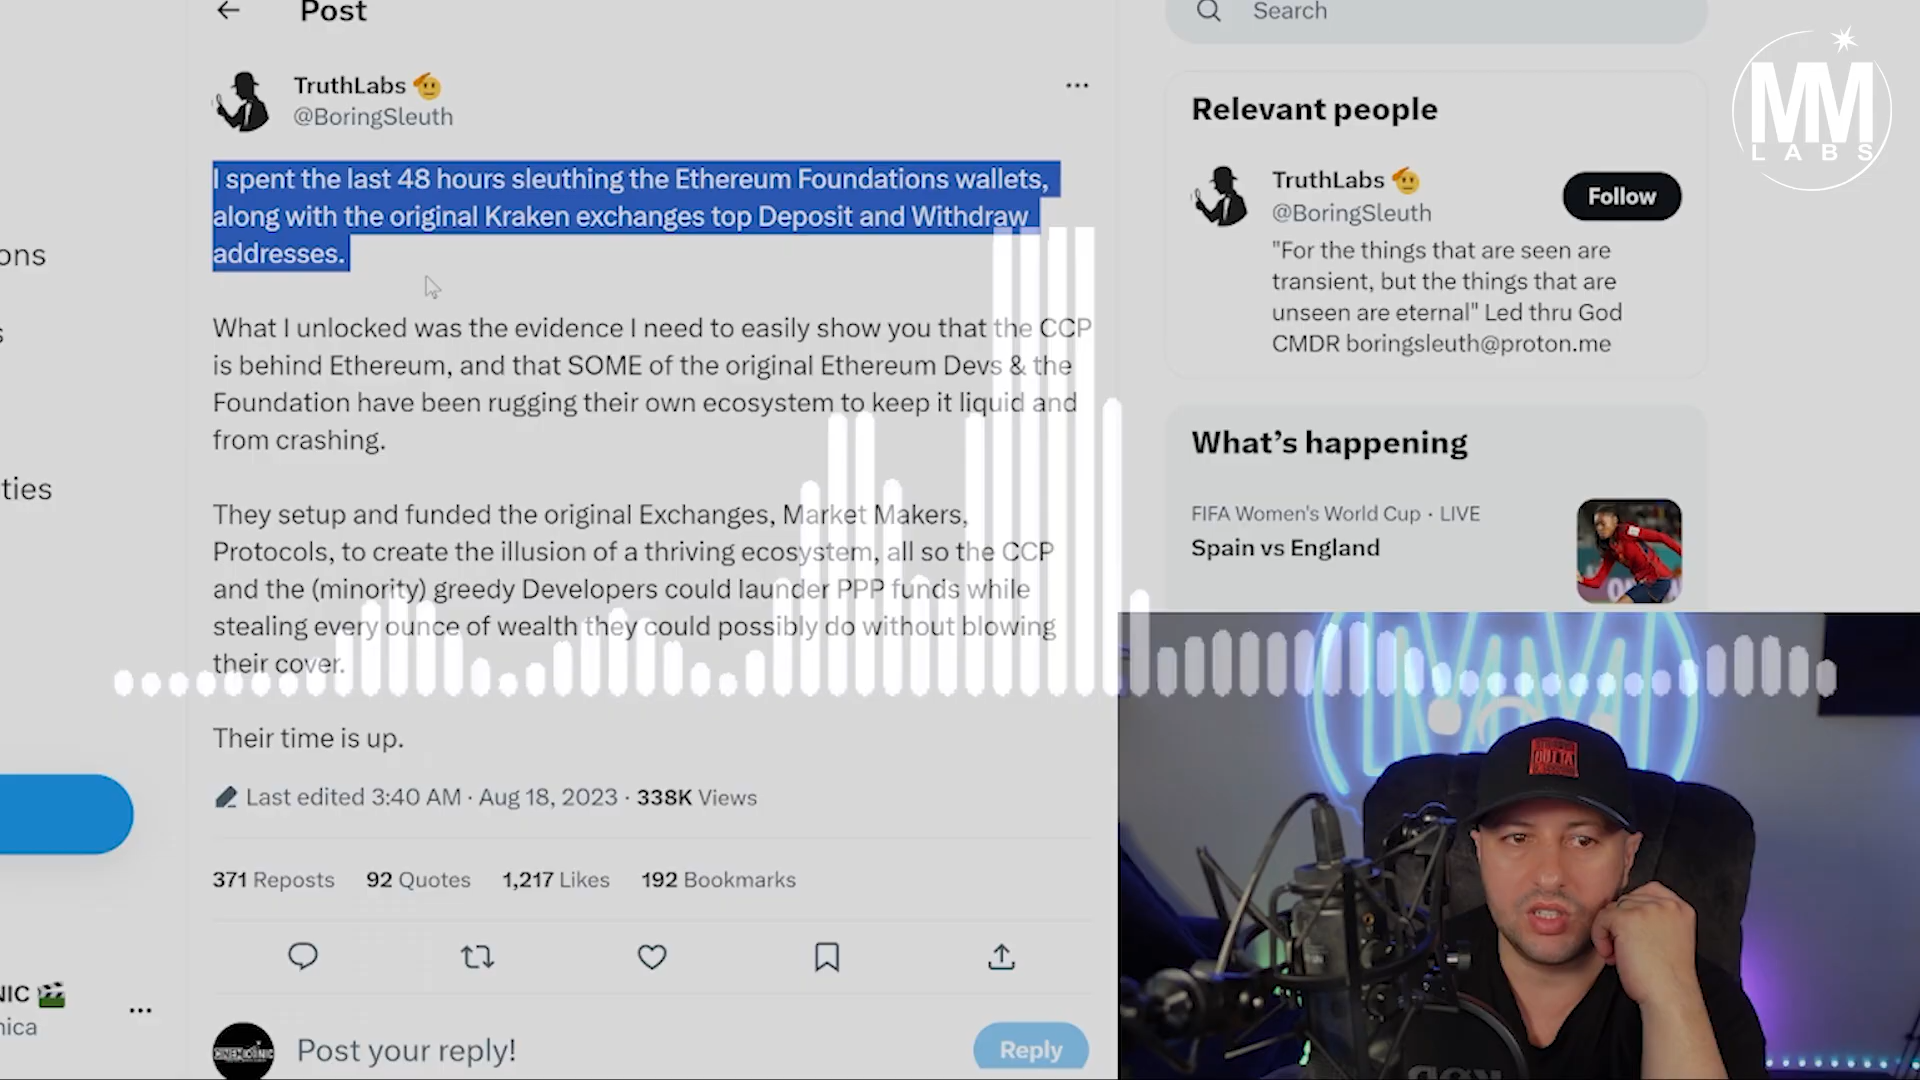 Post
Search
TruthLabs
@BoringSleuth
I spent the last 48 hours sleuthing the Ethereum Foundations wallets,
along with the original Kraken exchanges top Deposit and Withdraw
addresses.
What I unlocked was the evidence I need to easily show you that the CCP
is behind Ethereum, and that SOME of the original Ethereum Devs & the
Foundation have been rugging their own ecosystem to keep it liquid and
from crashing.
They setup and funded the original Exchanges, Market Makers,
Protocols, to create the illusion of a thriving ecosystem, all so the CCP
and the (minority) greedy Developers could launder PPP funds while
stealing every ounce of wealth they could possibly do without blowing
their cover.
Their time is up.
Last edited 3:40 AM · Aug 18, 2023 · 338K Views
371 Reposts 92 Quotes 1,217 Likes 192 Bookmarks
Post your reply!
Reply
Relevant people
TruthLabs
@BoringSleuth
Follow
"For the things that are seen are
transient, but the things that are
unseen are eternal" Led thru God
CMDR boringsleuth@proton.me
What's happening
FIFA Women's World Cup · LIVE
Spain vs England
MM
LABS
ons
ties
NIC
nica
OUTTA